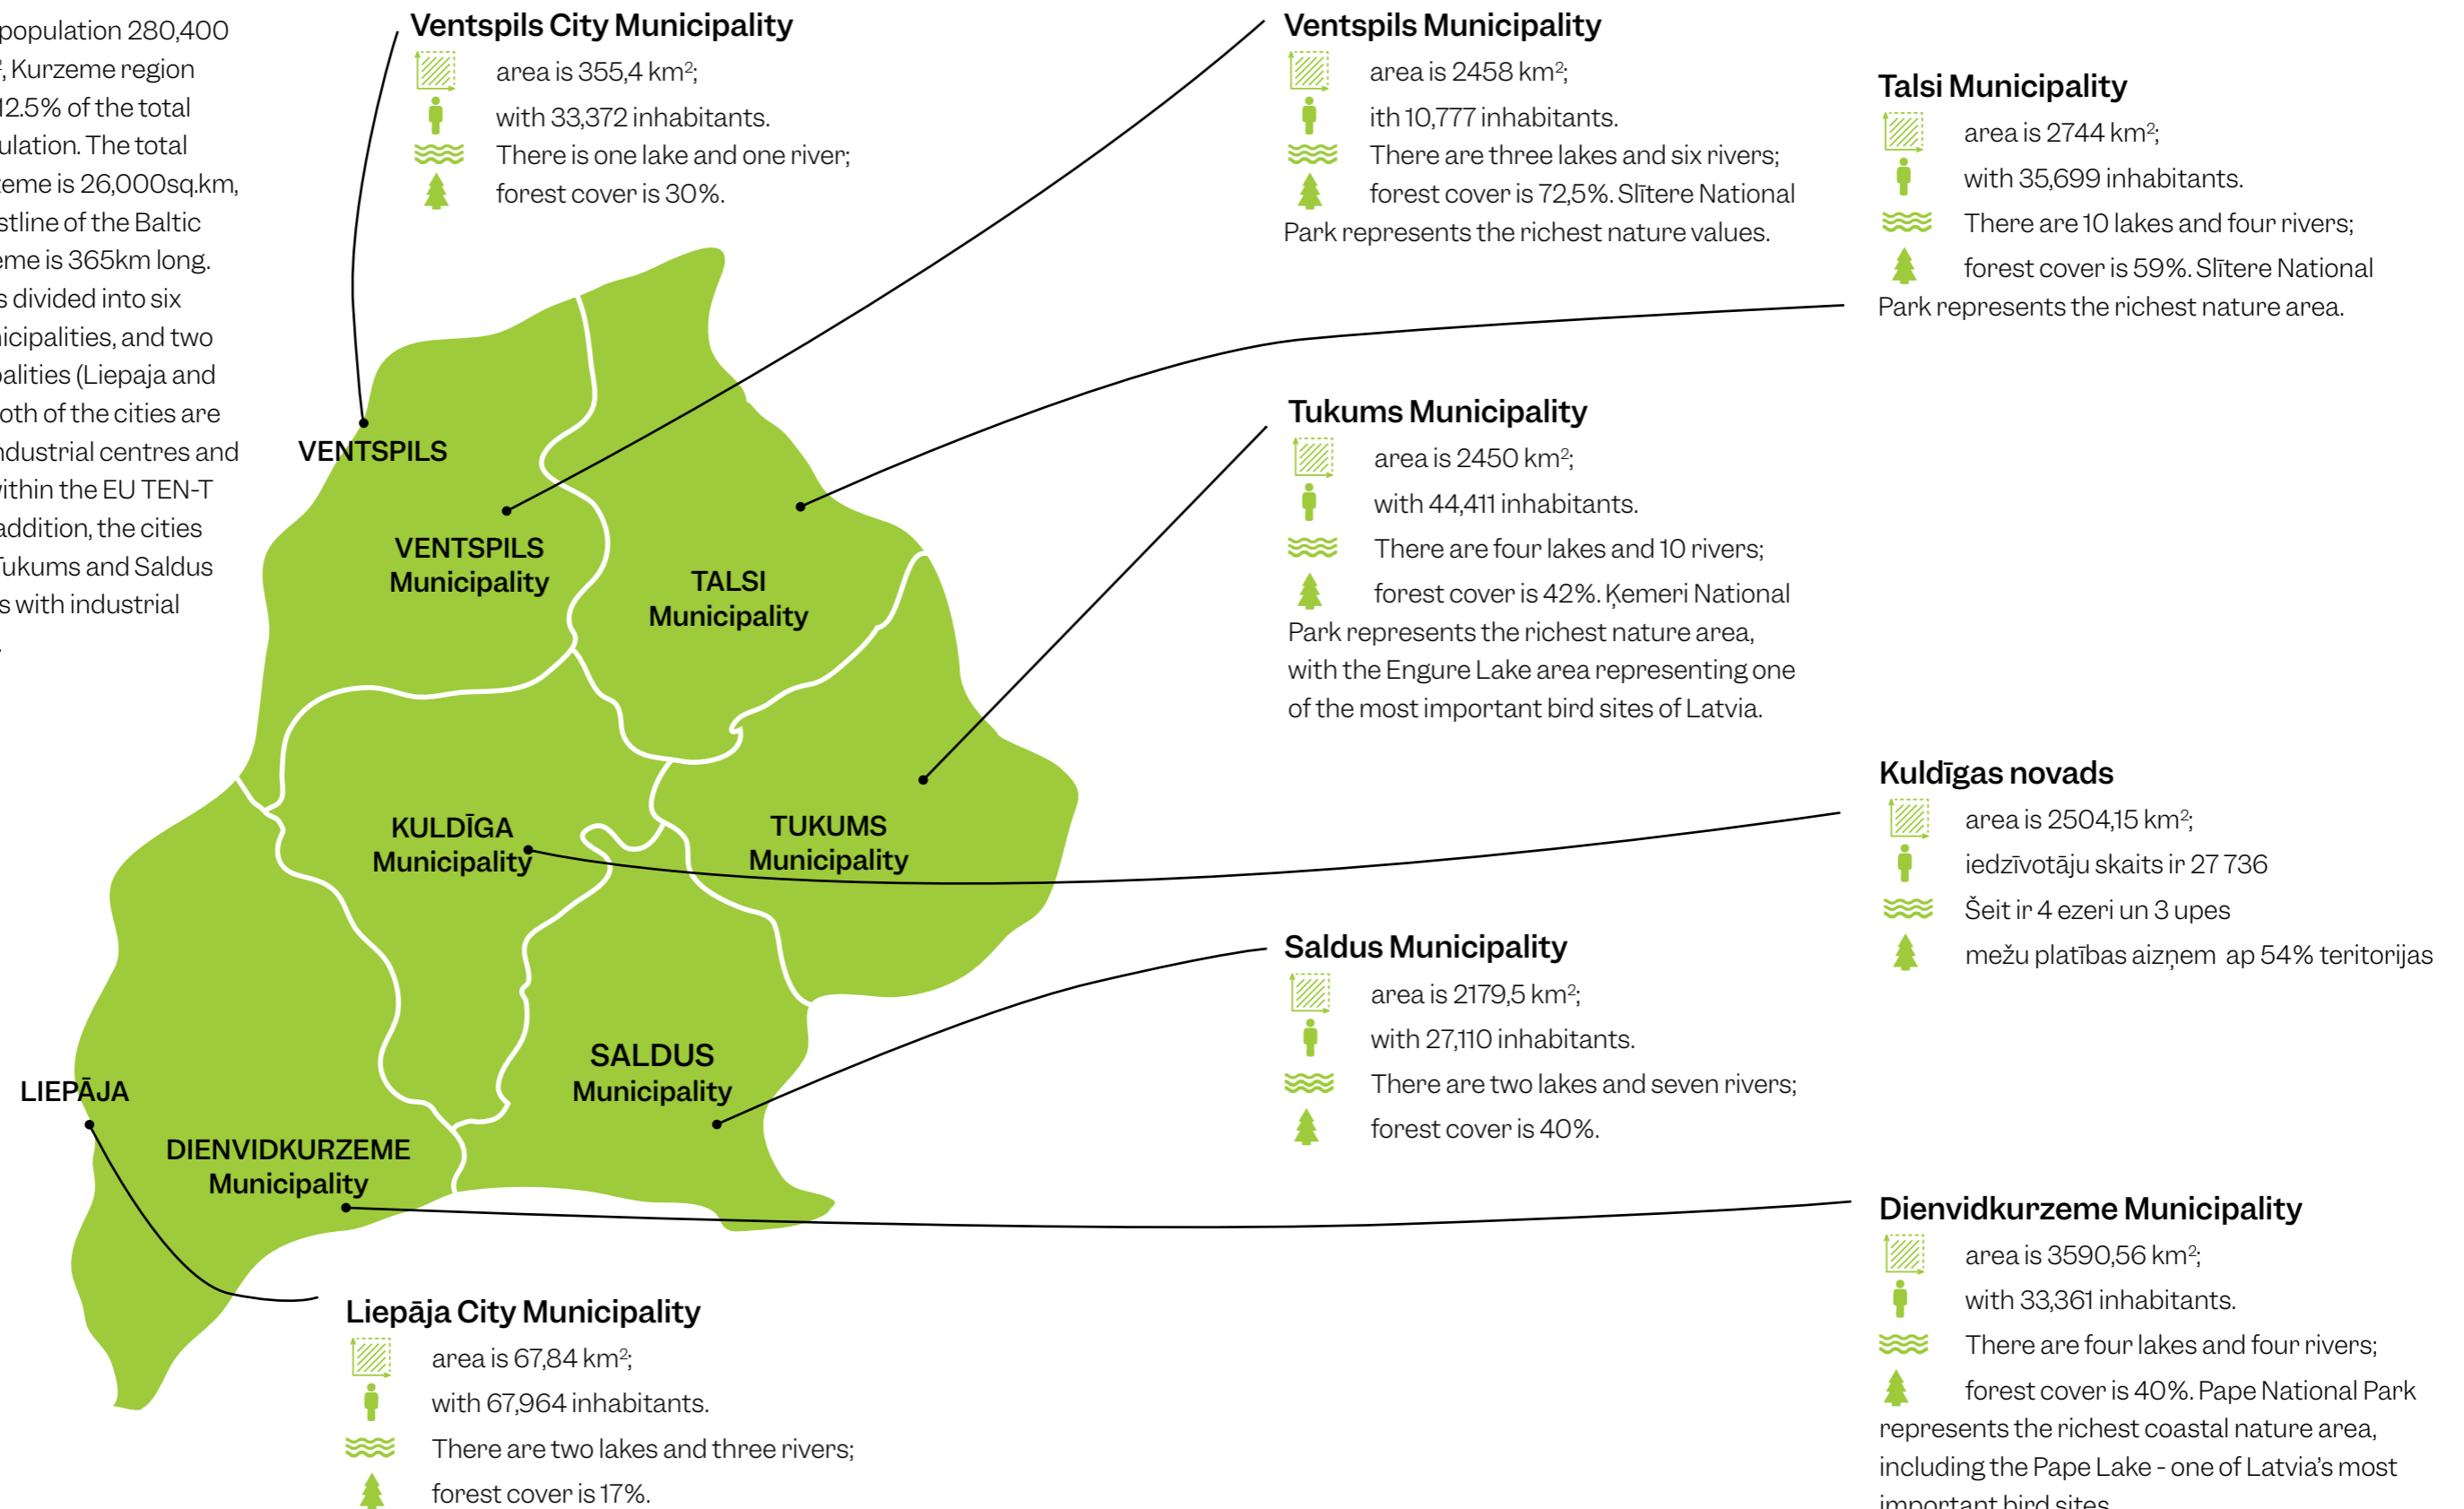 population 280,400
², Kurzeme region
12.5% of the total
ulation. The total
eme is 26,000sq.km,
stline of the Baltic
eme is 365km long.
s divided into six
nicipalities, and two
palities (Liepaja and
oth of the cities are
ndustrial centres and
within the EU TEN-T
addition, the cities
Tukums and Saldus
s with industrial
.
Ventspils City Municipality
area is 355,4 km²;
with 33,372 inhabitants.
There is one lake and one river;
forest cover is 30%.
Ventspils Municipality
area is 2458 km²;
ith 10,777 inhabitants.
There are three lakes and six rivers;
forest cover is 72,5%. Slītere National
Park represents the richest nature values.
Talsi Municipality
area is 2744 km²;
with 35,699 inhabitants.
There are 10 lakes and four rivers;
forest cover is 59%. Slītere National
Park represents the richest nature area.
Tukums Municipality
area is 2450 km²;
with 44,411 inhabitants.
There are four lakes and 10 rivers;
forest cover is 42%. Ķemeri National
Park represents the richest nature area,
with the Engure Lake area representing one
of the most important bird sites of Latvia.
Kuldīgas novads
area is 2504,15 km²;
iedzīvotāju skaits ir 27 736
Šeit ir 4 ezeri un 3 upes
mežu platības aizņem ap 54% teritorijas
Saldus Municipality
area is 2179,5 km²;
with 27,110 inhabitants.
There are two lakes and seven rivers;
forest cover is 40%.
Dienvidkurzeme Municipality
area is 3590,56 km²;
with 33,361 inhabitants.
There are four lakes and four rivers;
forest cover is 40%. Pape National Park
represents the richest coastal nature area,
including the Pape Lake - one of Latvia's most
important bird sites
Liepāja City Municipality
area is 67,84 km²;
with 67,964 inhabitants.
There are two lakes and three rivers;
forest cover is 17%.
VENTSPILS
VENTSPILS
Municipality
TALSI
Municipality
KULDĪGA
Municipality
TUKUMS
Municipality
SALDUS
Municipality
LIEPĀJA
DIENVIDKURZEME
Municipality